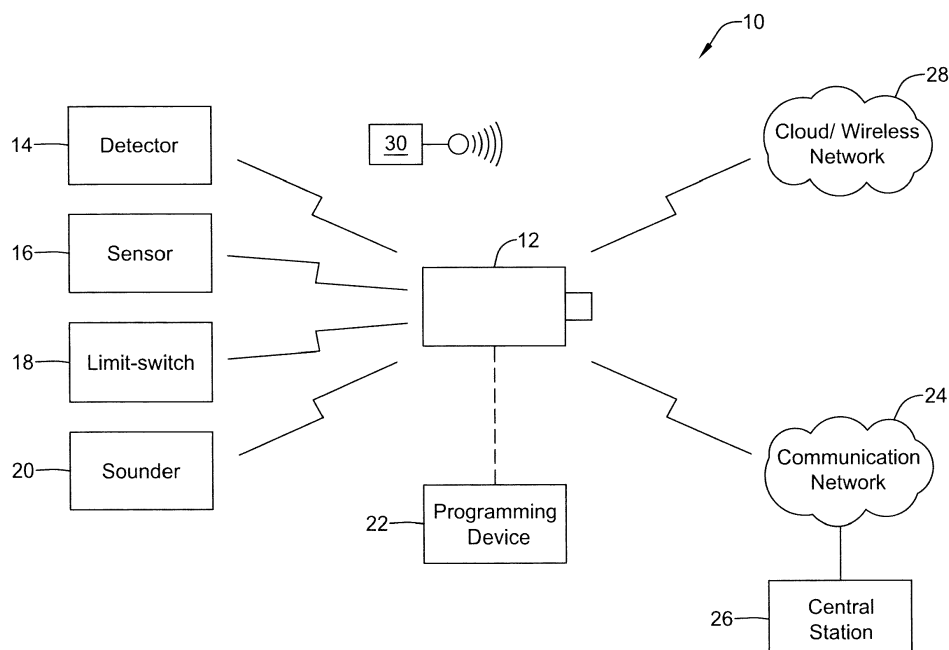 10
28
14
Detector
30
Cloud/ Wireless
Network
12
16
Sensor
18
Limit-switch
24
20
Sounder
Communication
Network
22
Programming
Device
26
Central
Station